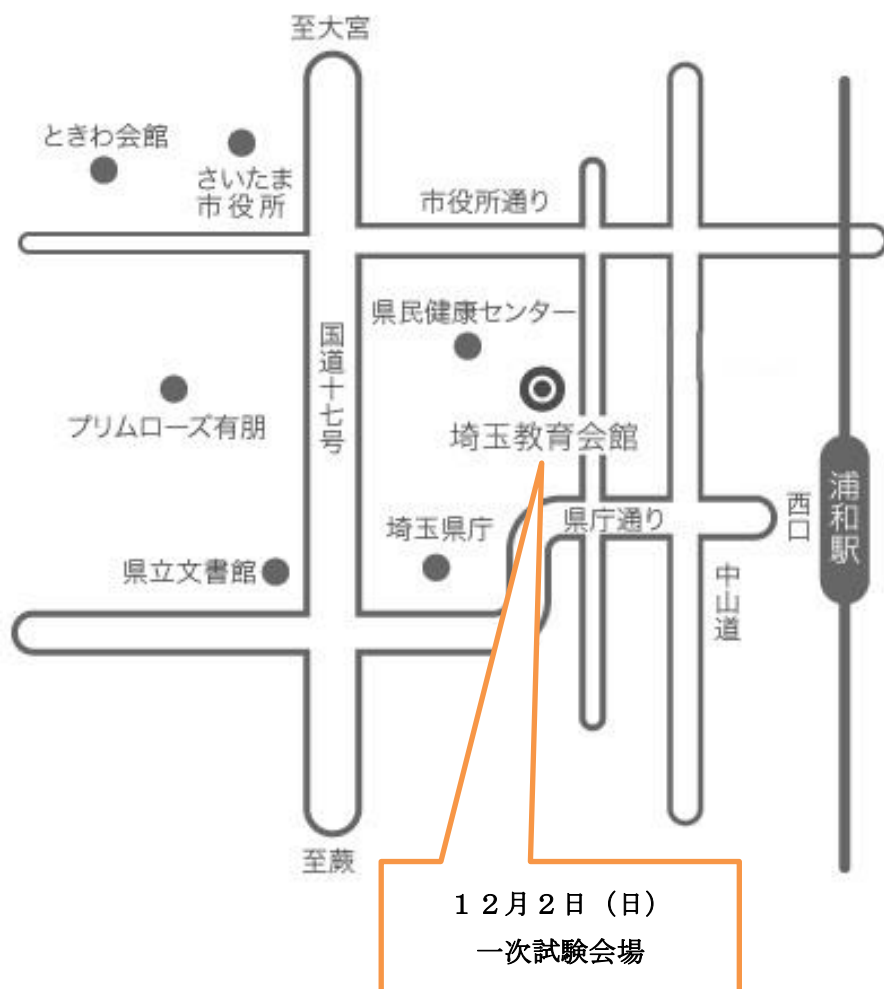 至大宮
ときわ会館
さいたま
市役所
市役所通り
県民健康センター
国道十七号
プリムローズ有朋
埼玉教育会館
西口
浦和駅
県庁通り
埼玉県庁
県立文書館
中山道
至蕨
１２月２日（日）
一次試験会場